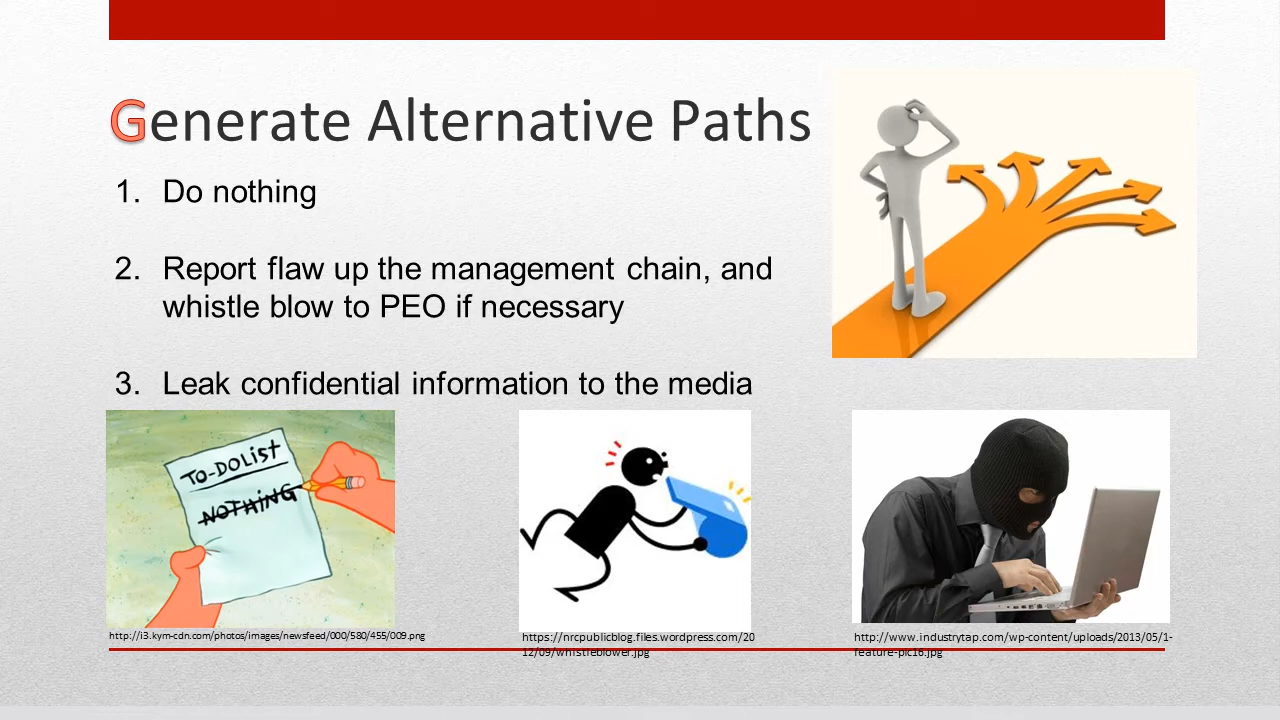 Generate Alternative Paths
1. Do nothing
2. Report flaw up the management chain, and
whistle blow to PEO if necessary
3. Leak confidential information to the media
TO-DO LIST
NOTHING
http://i3.kym-cdn.com/photos/images/newsfeed/000/580/455/009.png
https://nrcpublicblog.files.wordpress.com/20
12/09/whistleblower.jpg
http://www.industrytap.com/wp-content/uploads/2013/05/1-
feature-pic16.jpg